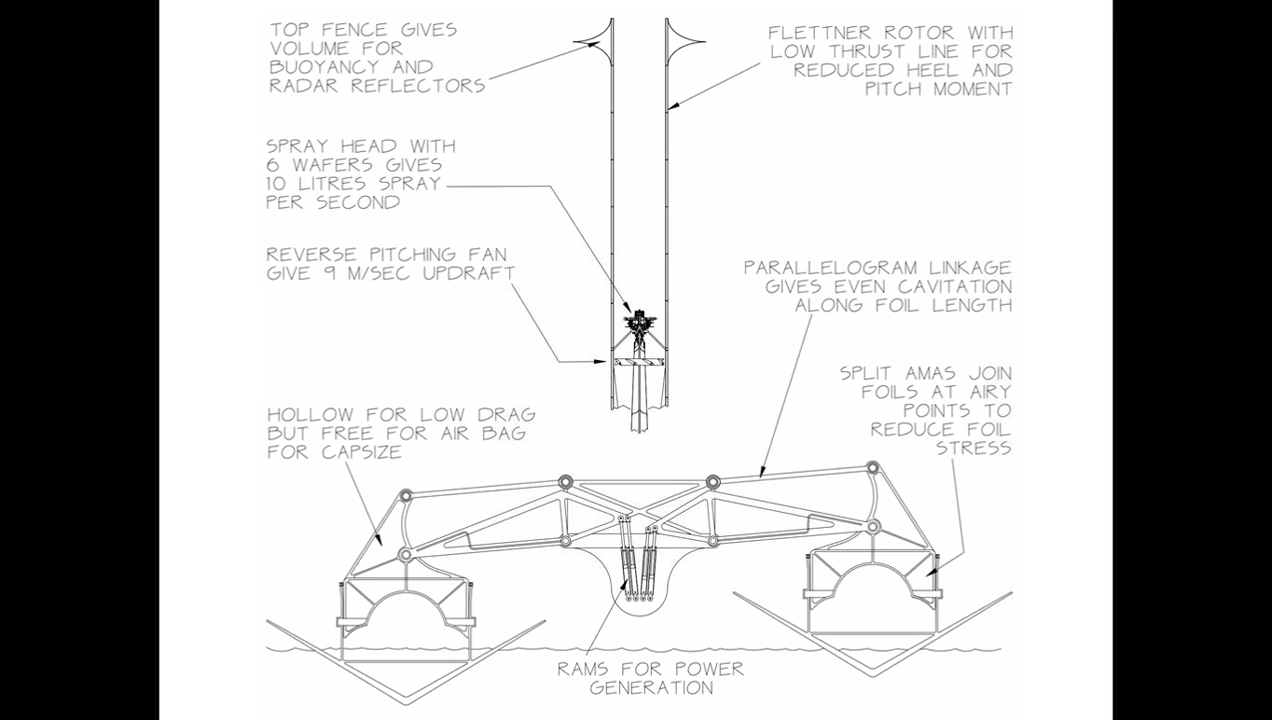 TOP FENCE GIVES
VOLUME FOR
BUOYANCY AND
RADAR REFLECTORS
FLETTNER ROTOR WITH
LOW THRUST LINE FOR
REDUCED HEEL AND
PITCH MOMENT
SPRAY HEAD WITH
6 WAFERS GIVES
10 LITRES SPRAY
PER SECOND
REVERSE PITCHING FAN
GIVE 9 M/SEC UPDRAFT
PARALLELOGRAM LINKAGE
GIVES EVEN CAVITATION
ALONG FOIL LENGTH
SPLIT AMAS JOIN
FOILS AT AIRY
POINTS TO
REDUCE FOIL
STRESS
HOLLOW FOR LOW DRAG
BUT FREE FOR AIR BAG
FOR CAPSIZE
RAMS FOR POWER
GENERATION